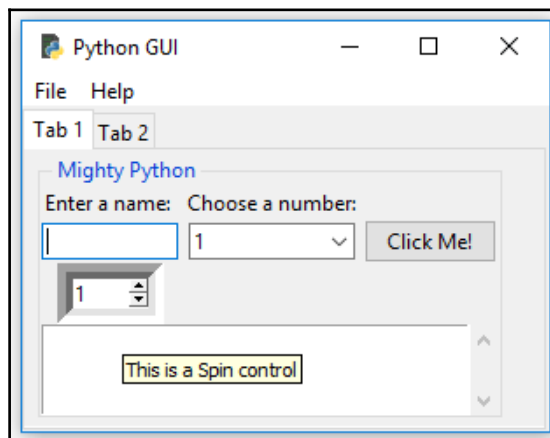 Python GUI
File Help
Tab 1 Tab 2
Mighty Python
Enter a name: Choose a number:
1 Click Me!
1
This is a Spin control